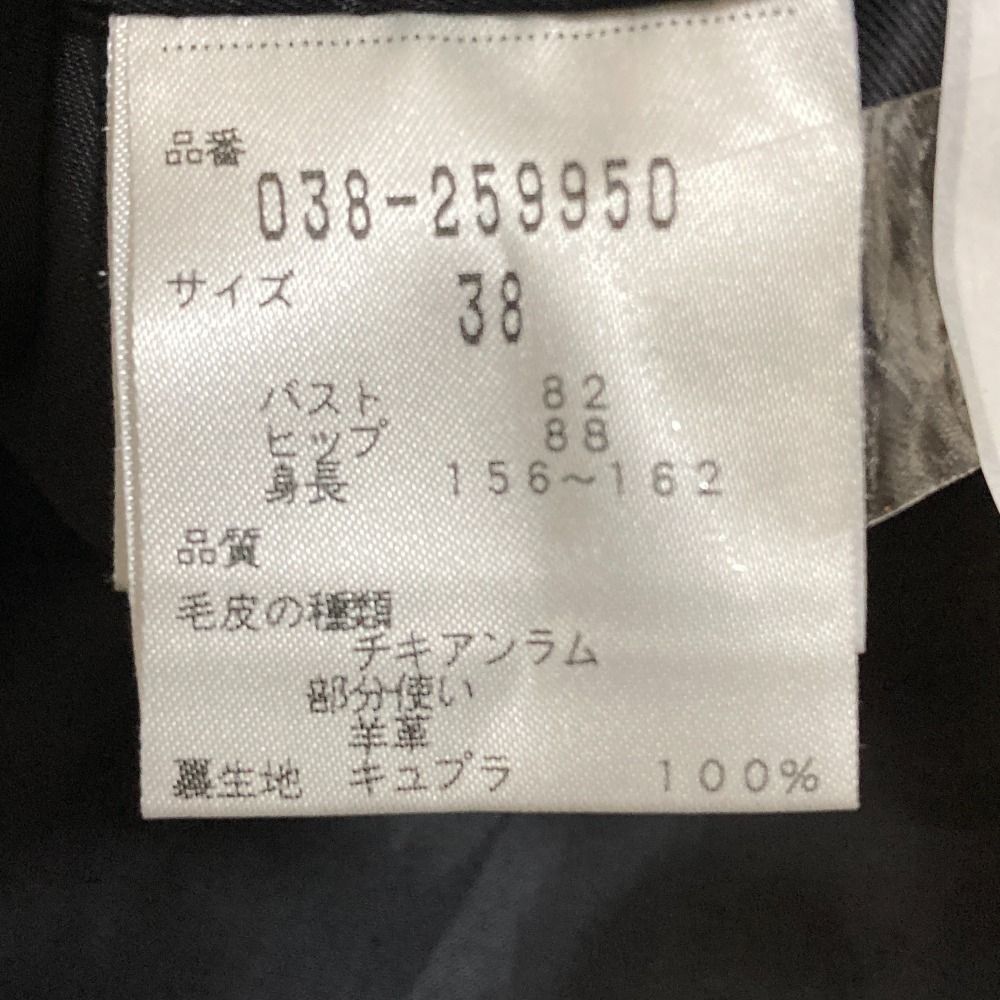 品番
038-259950
サイズ 38
バスト 82
ヒップ 88
身長 156~162
品質
毛皮の種類
チキアンラム
部分使い
羊革
裏生地 キュプラ 100%